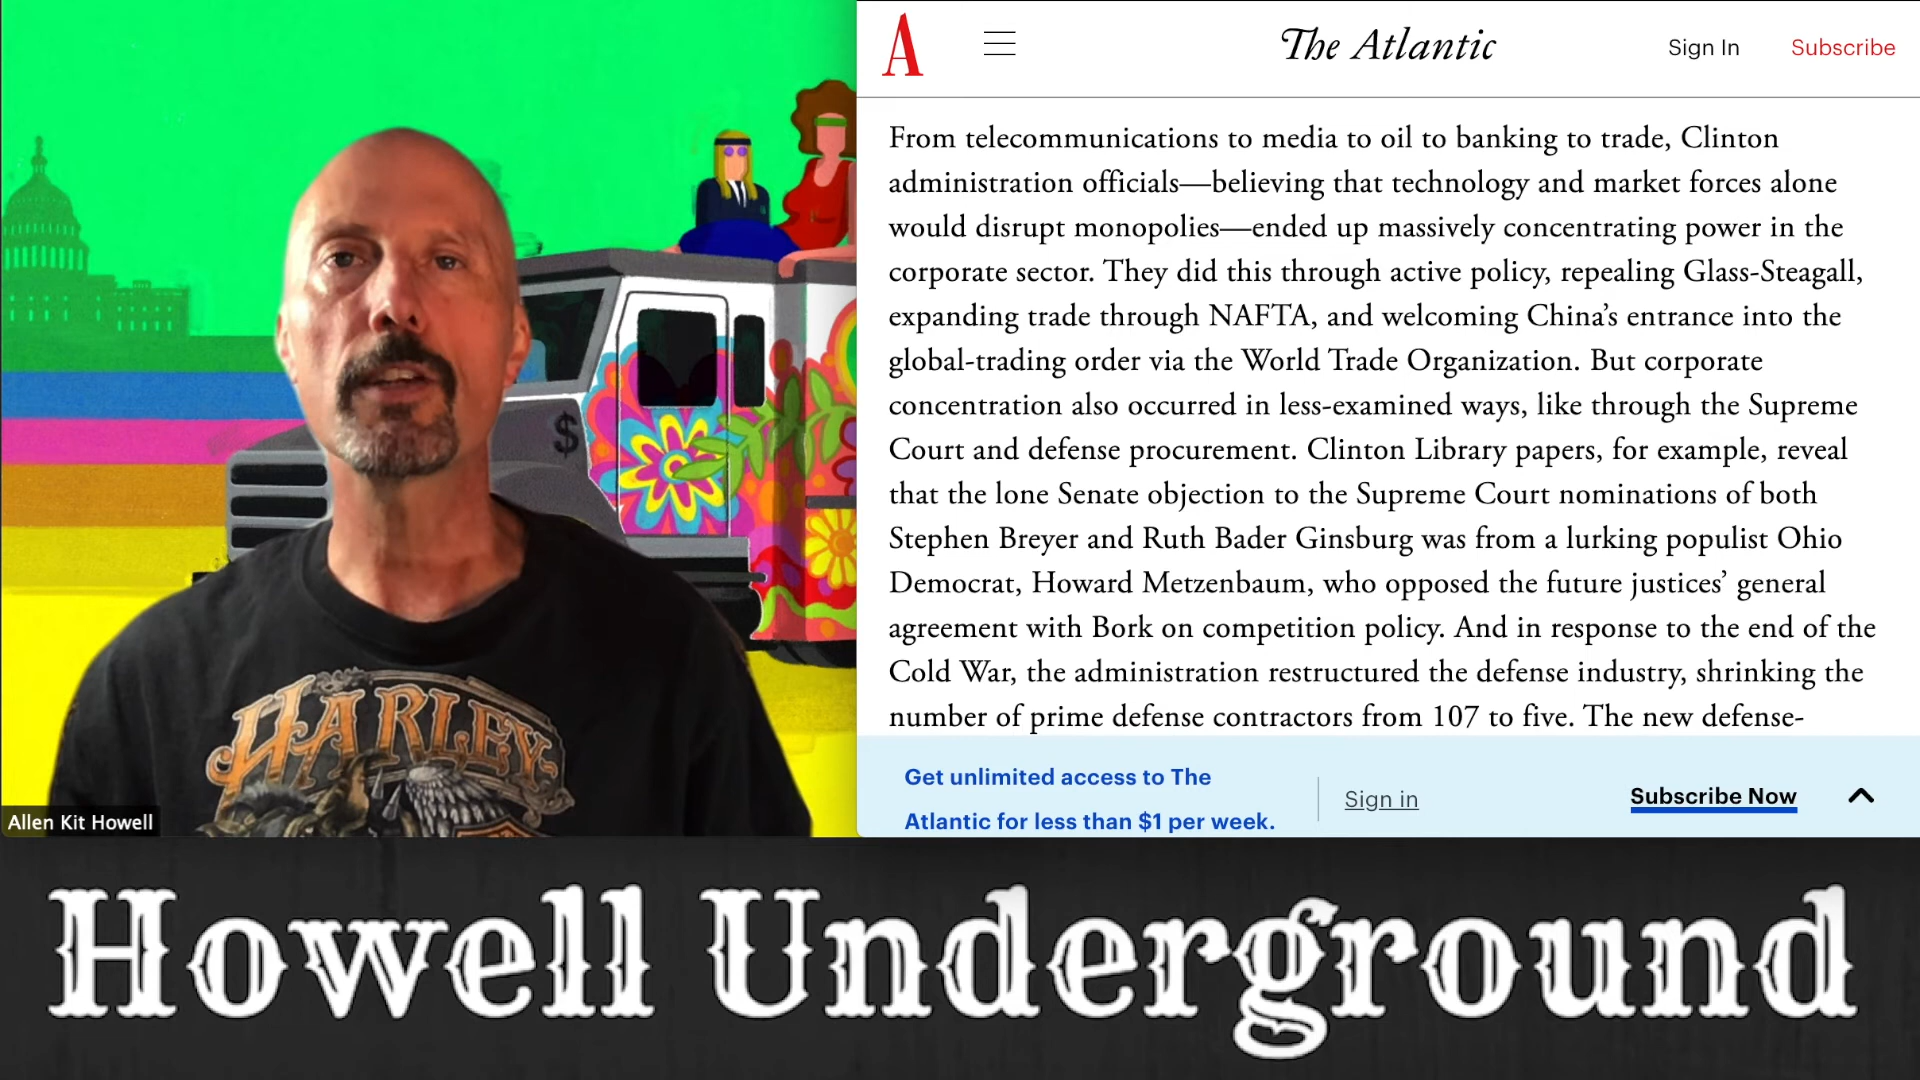 A
The Atlantic
Sign In
Subscribe
From telecommunications to media to oil to banking to trade, Clinton
administration officials—believing that technology and market forces alone
would disrupt monopolies—ended up massively concentrating power in the
corporate sector. They did this through active policy, repealing Glass-Steagall,
expanding trade through NAFTA, and welcoming China’s entrance into the
global-trading order via the World Trade Organization. But corporate
concentration also occurred in less-examined ways, like through the Supreme
Court and defense procurement. Clinton Library papers, for example, reveal
that the lone Senate objection to the Supreme Court nominations of both
Stephen Breyer and Ruth Bader Ginsburg was from a lurking populist Ohio
Democrat, Howard Metzenbaum, who opposed the future justices’ general
agreement with Bork on competition policy. And in response to the end of the
Cold War, the administration restructured the defense industry, shrinking the
number of prime defense contractors from 107 to five. The new defense-
Get unlimited access to The
Atlantic for less than $1 per week.
Sign in
Subscribe Now
$
HARLEY-
Allen Kit Howell
Howell Underground